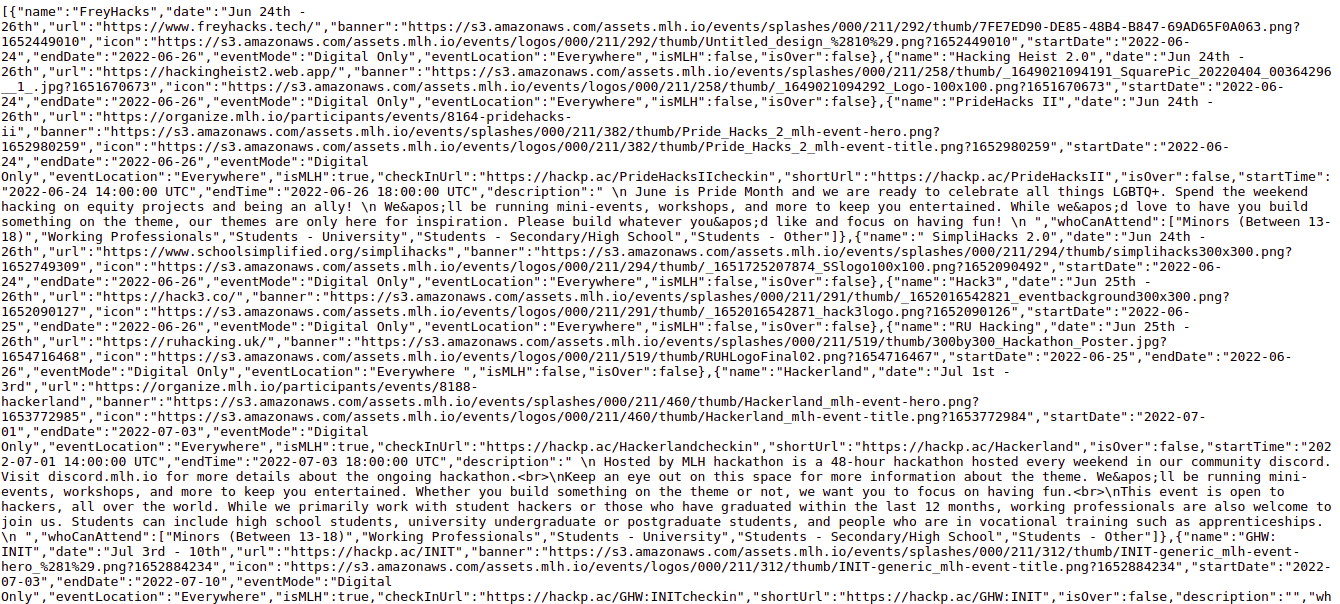 [{"name":"FreyHacks","date":"Jun 24th -
26th","url":"https://www.freyhacks.tech/","banner":"https://s3.amazonaws.com/assets.mlh.io/events/splashes/000/211/292/thumb/7FE7ED90-DE85-48B4-B847-69AD65F0A063.png?
1652449010","icon":"https://s3.amazonaws.com/assets.mlh.io/events/logos/000/211/292/thumb/Untitled_design_%2810%29.png?1652449010","startDate":"2022-06-
24","endDate":"2022-06-26","eventMode":"Digital Only","eventLocation":"Everywhere","isMLH":false,"isOver":false},{"name":"Hacking Heist 2.0","date":"Jun 24th -
26th","url":"https://hackingheist2.web.app/","banner":"https://s3.amazonaws.com/assets.mlh.io/events/splashes/000/211/258/thumb/_1649021094191_SquarePic_20220404_00364296
__1_.jpg?1651670673","icon":"https://s3.amazonaws.com/assets.mlh.io/events/logos/000/211/258/thumb/_1649021094292_Logo-100x100.png?1651670673","startDate":"2022-06-
24","endDate":"2022-06-26","eventMode":"Digital Only","eventLocation":"Everywhere","isMLH":false,"isOver":false},{"name":"PrideHacks II","date":"Jun 24th -
26th","url":"https://organize.mlh.io/participants/events/8164-pridehacks-
ii","banner":"https://s3.amazonaws.com/assets.mlh.io/events/splashes/000/211/382/thumb/Pride_Hacks_2_mlh-event-hero.png?
1652980259","icon":"https://s3.amazonaws.com/assets.mlh.io/events/logos/000/211/382/thumb/Pride_Hacks_2_mlh-event-title.png?1652980259","startDate":"2022-06-
24","endDate":"2022-06-26","eventMode":"Digital
Only","eventLocation":"Everywhere","isMLH":true,"checkInUrl":"https://hackp.ac/PrideHacksIIcheckin","shortUrl":"https://hackp.ac/PrideHacksII","isOver":false,"startTime":
"2022-06-24 14:00:00 UTC","endTime":"2022-06-26 18:00:00 UTC","description":" \n June is Pride Month and we are ready to celebrate all things LGBTQ+. Spend the weekend
hacking on equity projects and being an ally! \n We&apos;ll be running mini-events, workshops, and more to keep you entertained. While we&apos;d love to have you build
something on the theme, our themes are only here for inspiration. Please build whatever you&apos;d like and focus on having fun! \n ","whoCanAttend":["Minors (Between 13-
18)","Working Professionals","Students - University","Students - Secondary/High School","Students - Other"]},{"name":" SimpliHacks 2.0","date":"Jun 24th -
26th","url":"https://www.schoolsimplified.org/simplihacks","banner":"https://s3.amazonaws.com/assets.mlh.io/events/splashes/000/211/294/thumb/simplihacks300x300.png?
1652749309","icon":"https://s3.amazonaws.com/assets.mlh.io/events/logos/000/211/294/thumb/_1651725207874_SSlogo100x100.png?1652090492","startDate":"2022-06-
24","endDate":"2022-06-26","eventMode":"Digital Only","eventLocation":"Everywhere","isMLH":false,"isOver":false},{"name":"Hack3","date":"Jun 25th -
26th","url":"https://hack3.co/","banner":"https://s3.amazonaws.com/assets.mlh.io/events/splashes/000/211/291/thumb/_1652016542821_eventbackground300x300.png?
1652090127","icon":"https://s3.amazonaws.com/assets.mlh.io/events/logos/000/211/291/thumb/_1652016542871_hack3logo.png?1652090126","startDate":"2022-06-
25","endDate":"2022-06-26","eventMode":"Digital Only","eventLocation":"Everywhere","isMLH":false,"isOver":false},{"name":"RU Hacking","date":"Jun 25th -
26th","url":"https://ruhacking.uk/","banner":"https://s3.amazonaws.com/assets.mlh.io/events/splashes/000/211/519/thumb/300by300_Hackathon_Poster.jpg?
1654716468","icon":"https://s3.amazonaws.com/assets.mlh.io/events/logos/000/211/519/thumb/RUHLogoFinal02.png?1654716467","startDate":"2022-06-25","endDate":"2022-06-
26","eventMode":"Digital Only","eventLocation":"Everywhere ","isMLH":false,"isOver":false},{"name":"Hackerland","date":"Jul 1st -
3rd","url":"https://organize.mlh.io/participants/events/8188-
hackerland","banner":"https://s3.amazonaws.com/assets.mlh.io/events/splashes/000/211/460/thumb/Hackerland_mlh-event-hero.png?
1653772985","icon":"https://s3.amazonaws.com/assets.mlh.io/events/logos/000/211/460/thumb/Hackerland_mlh-event-title.png?1653772984","startDate":"2022-07-
01","endDate":"2022-07-03","eventMode":"Digital
Only","eventLocation":"Everywhere","isMLH":true,"checkInUrl":"https://hackp.ac/Hackerlandcheckin","shortUrl":"https://hackp.ac/Hackerland","isOver":false,"startTime":"202
2-07-01 14:00:00 UTC","endTime":"2022-07-03 18:00:00 UTC","description":" \n Hosted by MLH hackathon is a 48-hour hackathon hosted every weekend in our community discord.
Visit discord.mlh.io for more details about the ongoing hackathon.<br>\nKeep an eye out on this space for more information about the theme. We&apos;ll be running mini-
events, workshops, and more to keep you entertained. Whether you build something on the theme or not, we want you to focus on having fun.<br>\nThis event is open to
hackers, all over the world. While we primarily work with student hackers or those who have graduated within the last 12 months, working professionals are also welcome to
join us. Students can include high school students, university undergraduate or postgraduate students, and people who are in vocational training such as apprenticeships.
\n ","whoCanAttend":["Minors (Between 13-18)","Working Professionals","Students - University","Students - Secondary/High School","Students - Other"]},{"name":"GHW:
INIT","date":"Jul 3rd - 10th","url":"https://hackp.ac/INIT","banner":"https://s3.amazonaws.com/assets.mlh.io/events/splashes/000/211/312/thumb/INIT-generic_mlh-event-
hero_%281%29.png?1652884234","icon":"https://s3.amazonaws.com/assets.mlh.io/events/logos/000/211/312/thumb/INIT-generic_mlh-event-title.png?1652884234","startDate":"2022-
07-03","endDate":"2022-07-10","eventMode":"Digital
Only","eventLocation":"Everywhere","isMLH":true,"checkInUrl":"https://hackp.ac/GHW:INITcheckin","shortUrl":"https://hackp.ac/GHW:INIT","isOver":false,"description":"","wh